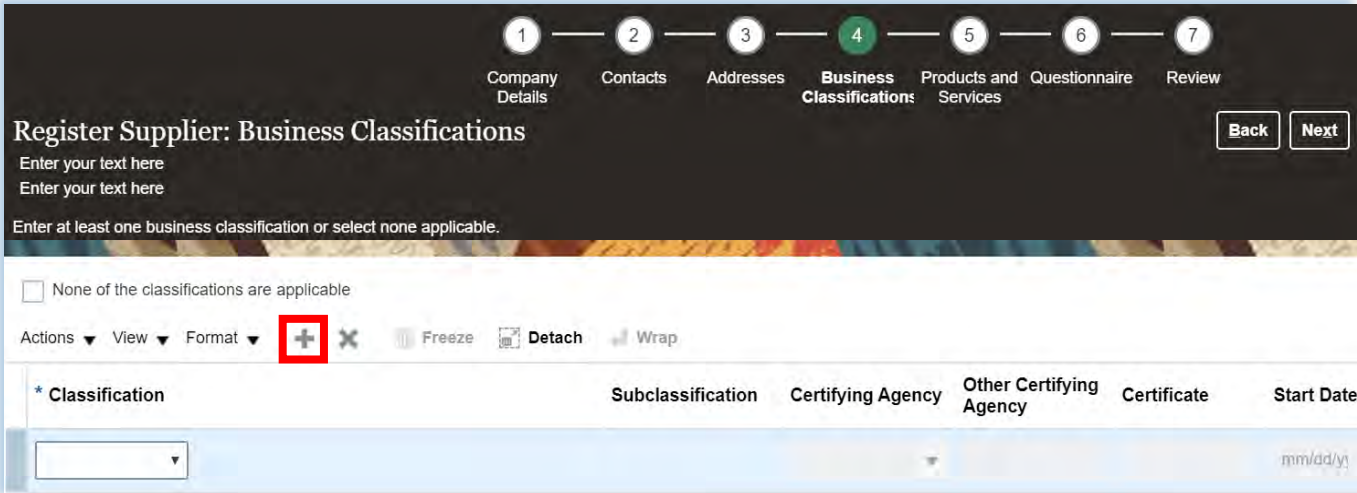 1 2 3 4 5 6 7
Company Details Contacts Addresses Business Classifications Products and Services Questionnaire Review
Register Supplier: Business Classifications
Back Next
Enter your text here
Enter your text here
Enter at least one business classification or select none applicable.
None of the classifications are applicable
Actions View Format Freeze Detach Wrap
* Classification Subclassification Certifying Agency Other Certifying Agency Certificate Start Date
mm/dd/y